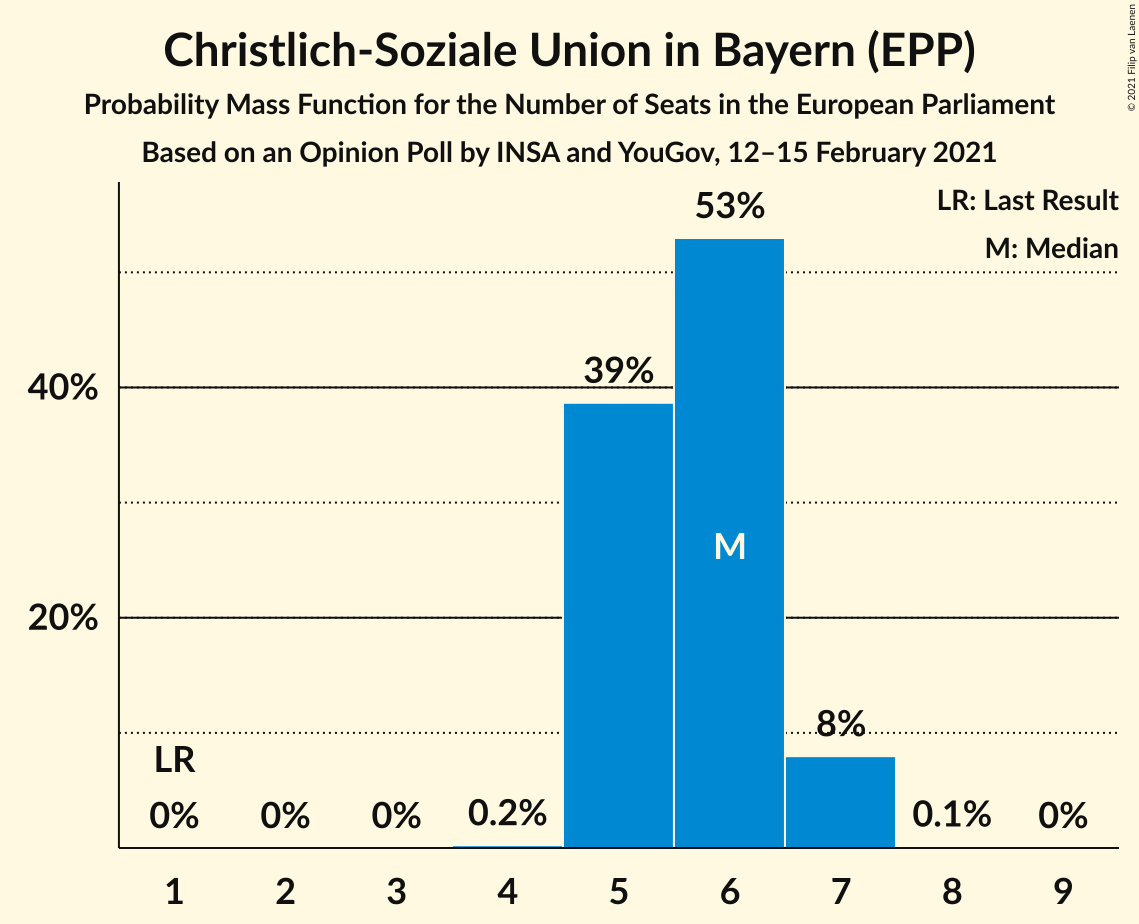 Christlich-Soziale Union in Bayern (EPP)
Probability Mass Function for the Number of Seats in the European Parliament
Based on an Opinion Poll by INSA and YouGov, 12–15 February 2021
© 2021 Filip van Laenen
LR: Last Result
M: Median
53%
39%
40%
M
20%
8%
LR
0%
0%
0%
0.2%
0.1%
0%
1 2 3 4 5 6 7 8 9